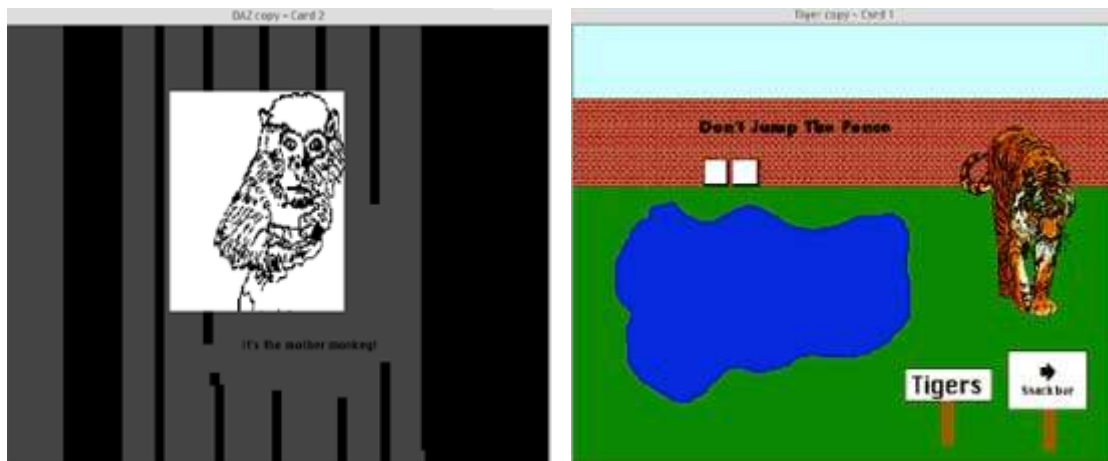 DAZ copy - Card 2
It's the mother monkey!
Tiger copy - Card 1
Don't Jump The Fence
Tigers
Snack bar